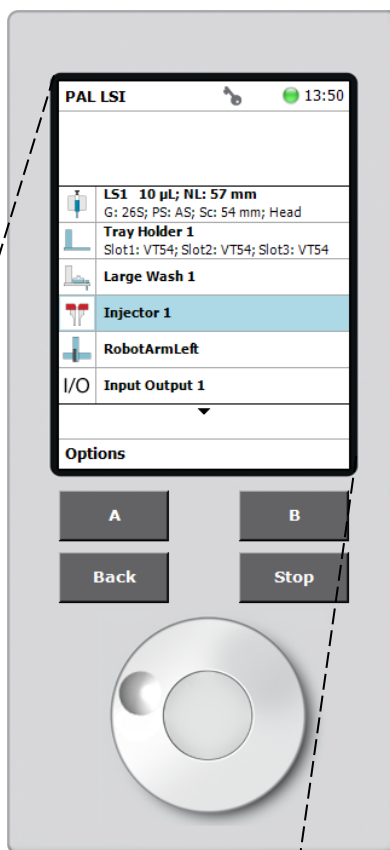 PAL LSI 13:50
LS1 10 µL; NL: 57 mm
G: 26S; PS: AS; Sc: 54 mm; Head
Tray Holder 1
Slot1: VT54; Slot2: VT54; Slot3: VT54
Large Wash 1
Injector 1
RobotArmLeft
I/O Input Output 1
Options
A B
Back Stop